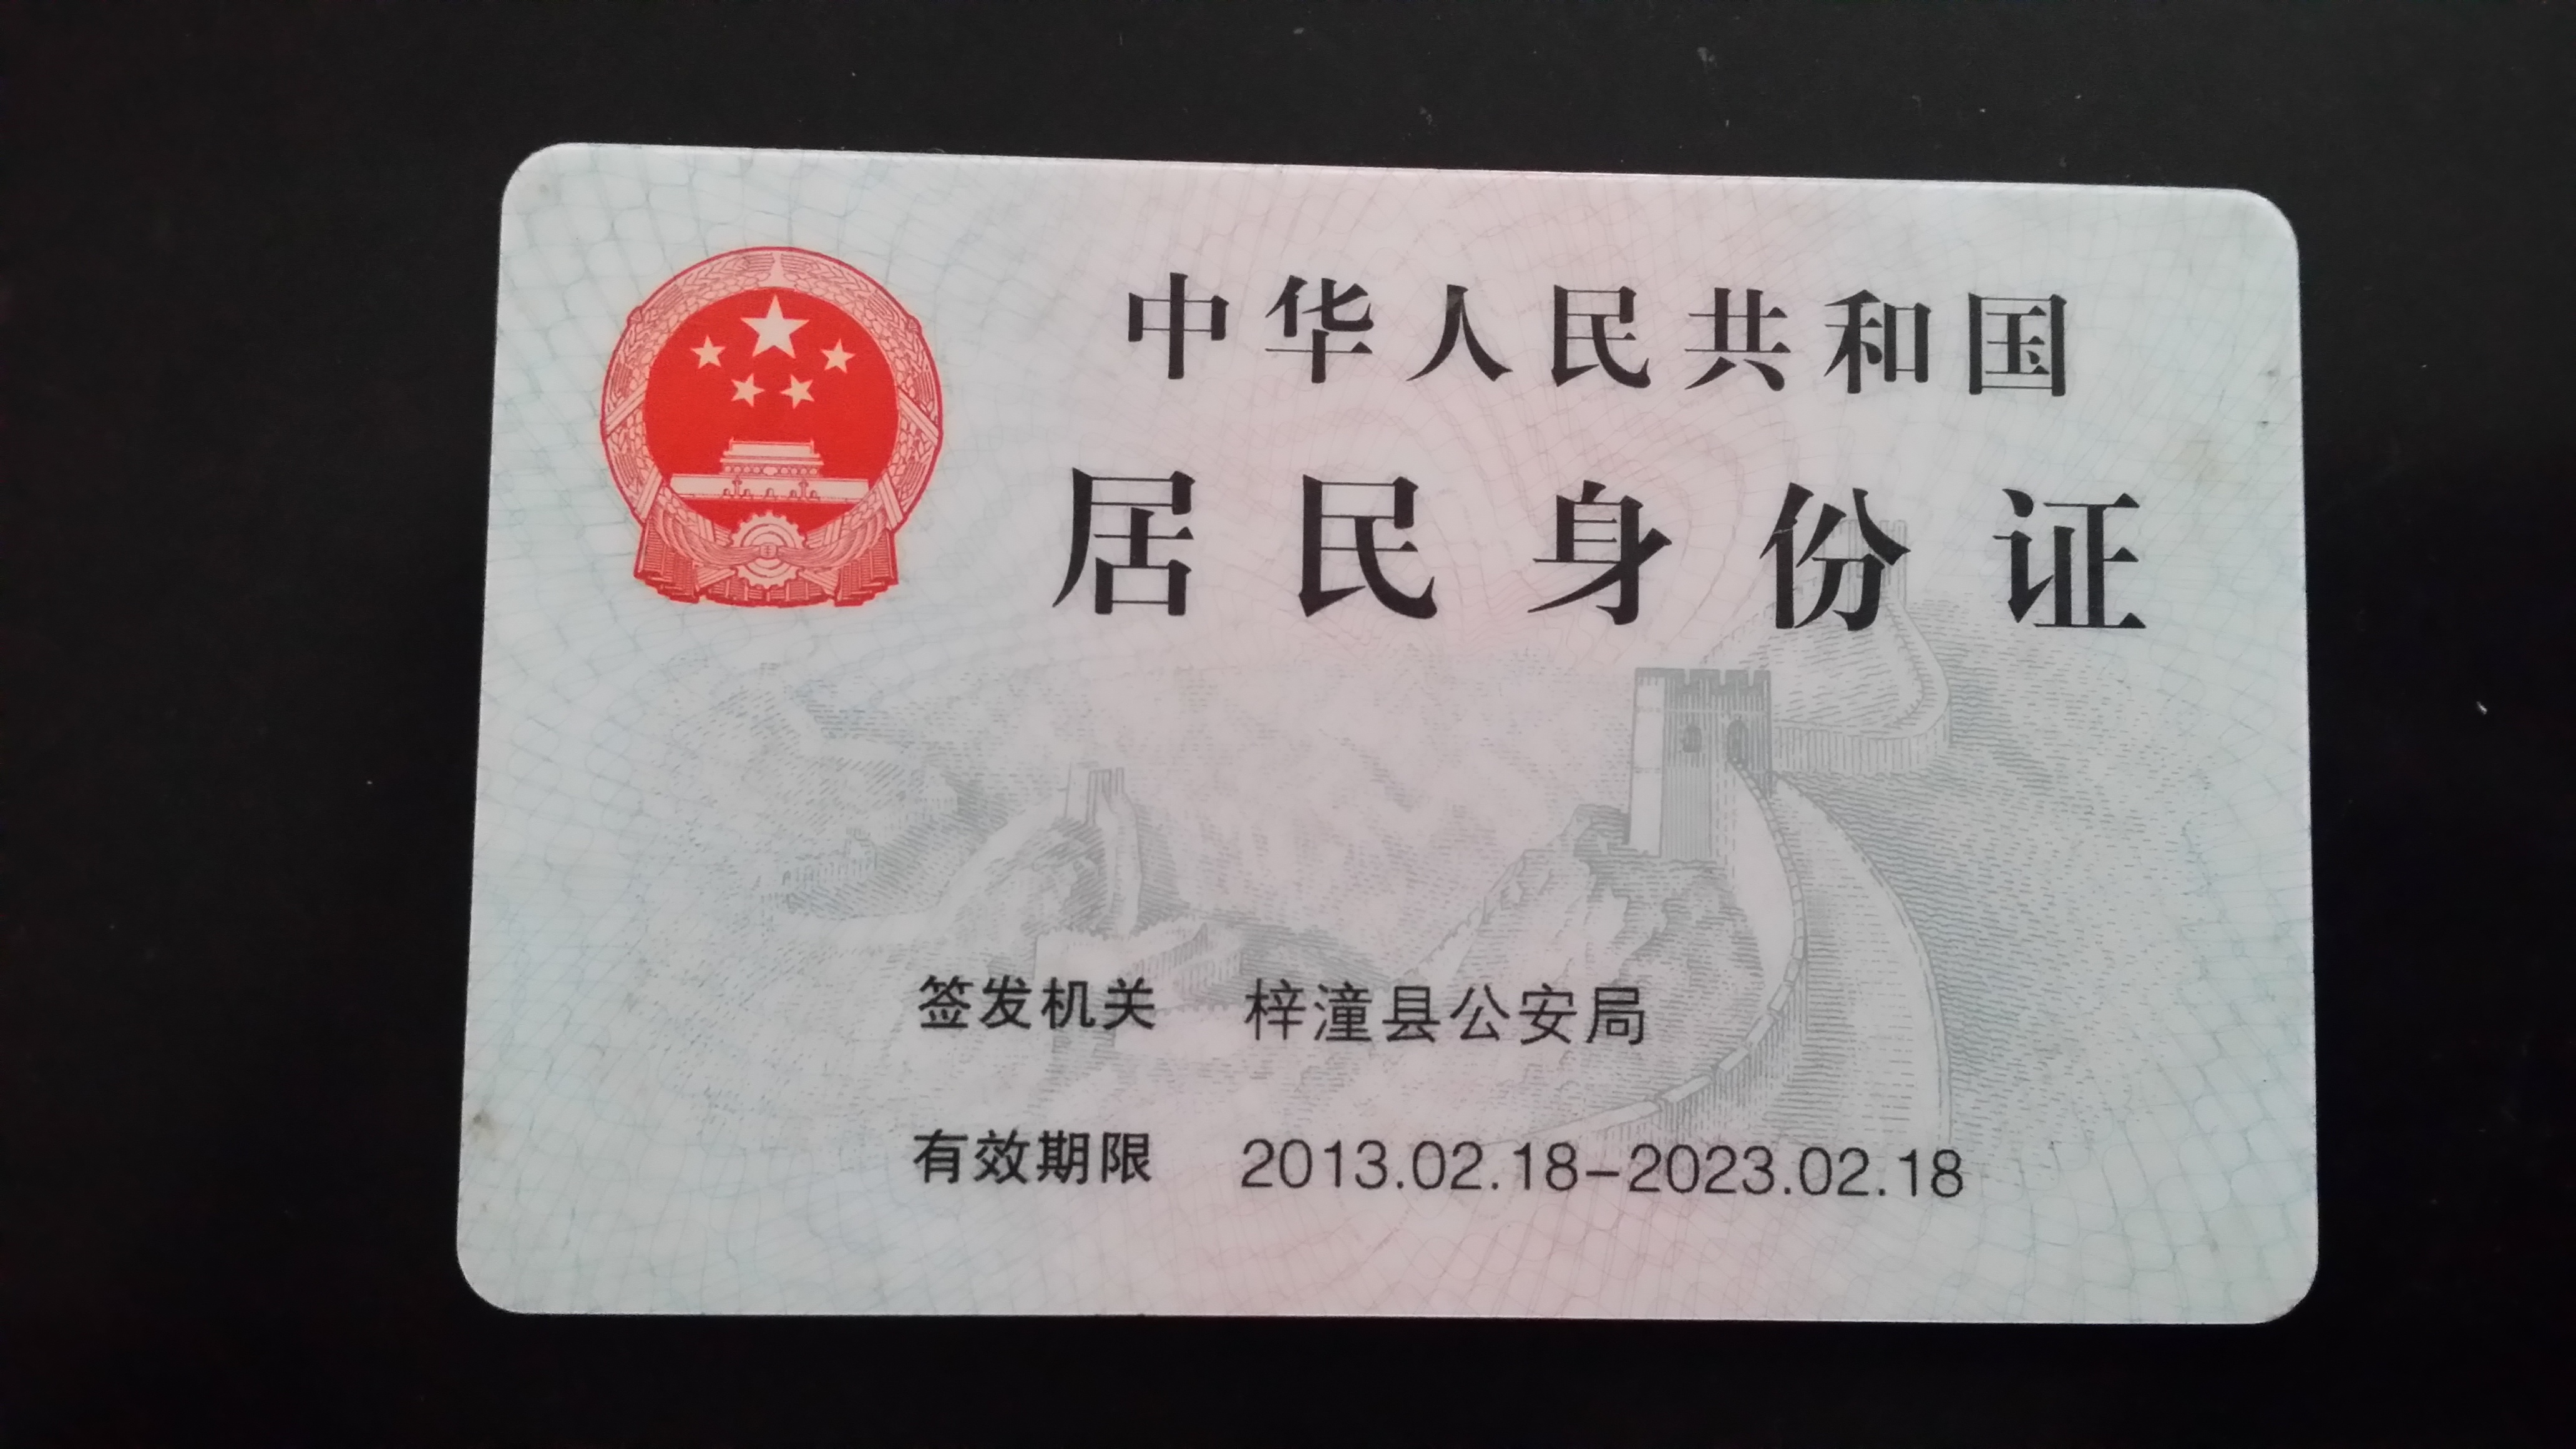 中华人民共和国
居民身份证
签发机关 梓潼县公安局
有效期限 2013.02.18-2023.02.18